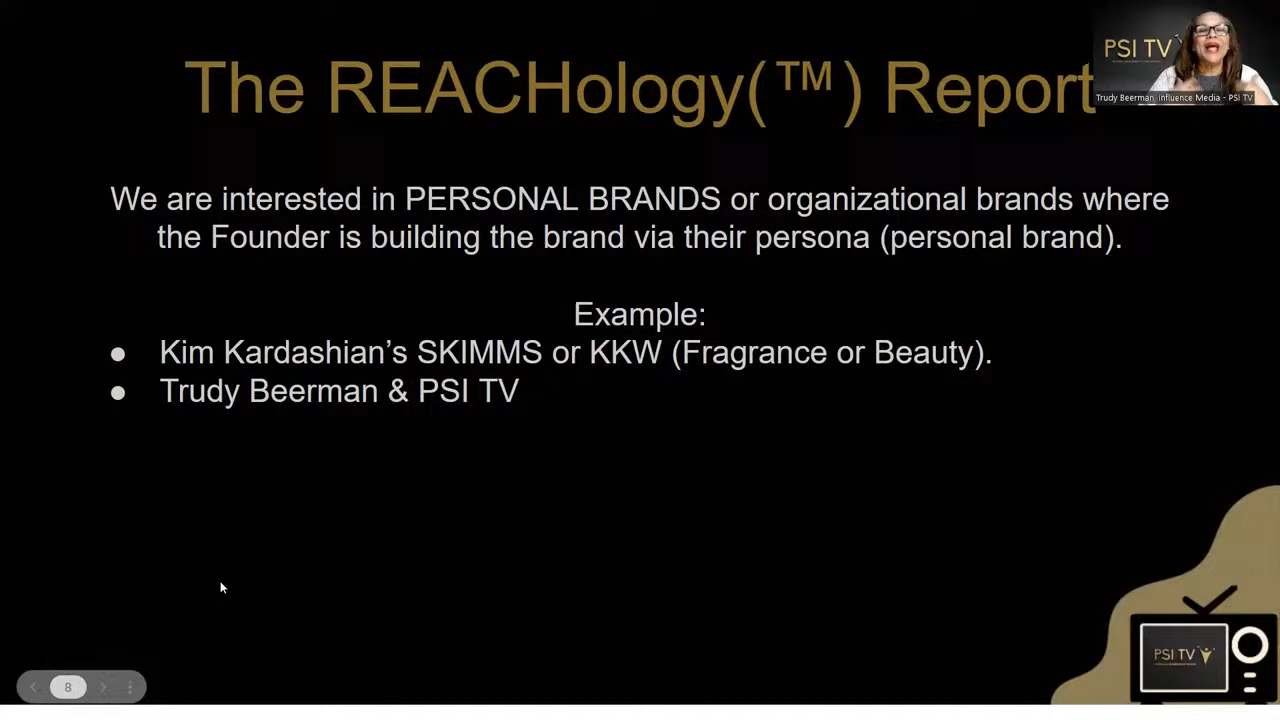 The REACHology(™) Report
PSI TV
Trudy Beerman, Influence Media - PSI TV
We are interested in PERSONAL BRANDS or organizational brands where
the Founder is building the brand via their persona (personal brand).
Example:
● Kim Kardashian’s SKIMMS or KKW (Fragrance or Beauty).
● Trudy Beerman & PSI TV
PSI TV
8